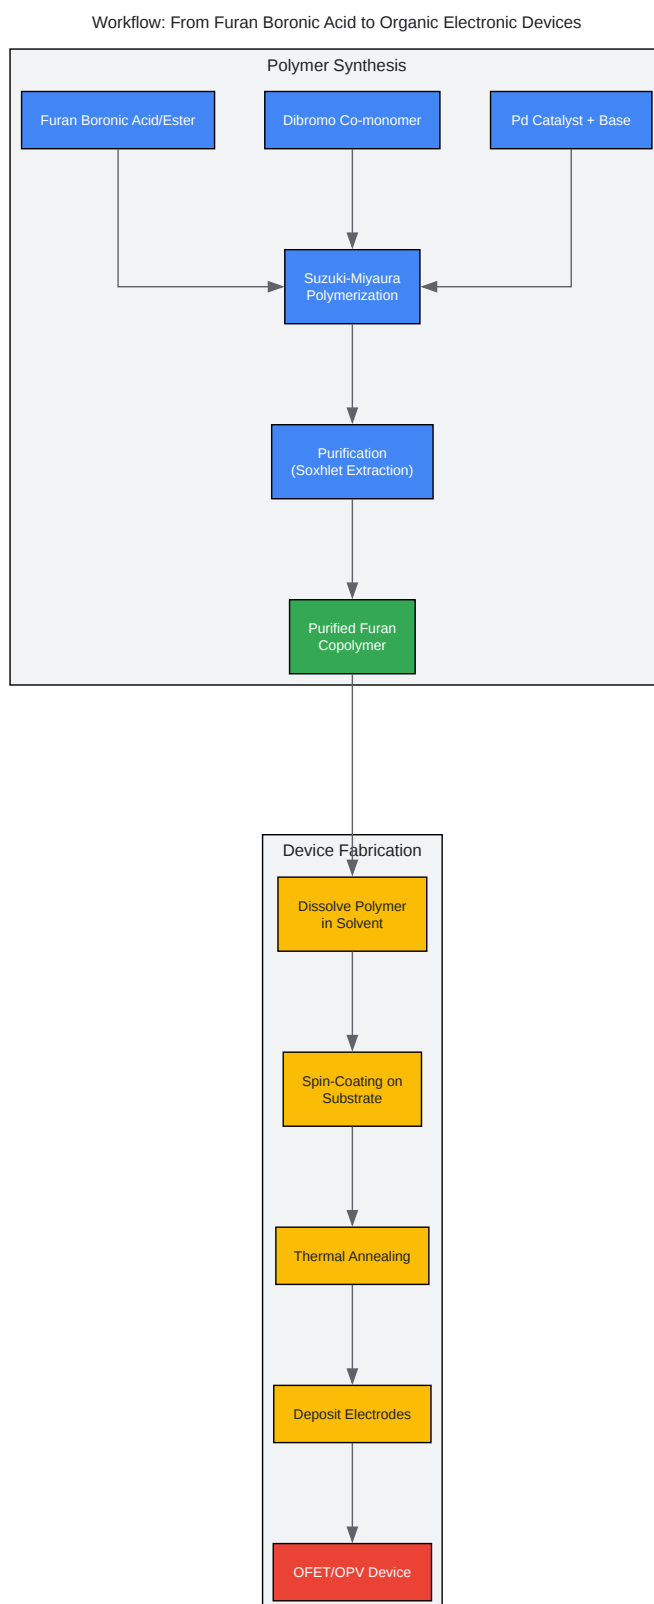 Workflow: From Furan Boronic Acid to Organic Electronic Devices
Polymer Synthesis
Furan Boronic Acid/Ester
Dibromo Co-monomer
Pd Catalyst + Base
Suzuki-Miyaura
Polymerization
Purification
(Soxhlet Extraction)
Purified Furan
Copolymer
Device Fabrication
Dissolve Polymer
in Solvent
Spin-Coating on
Substrate
Thermal Annealing
Deposit Electrodes
OFET/OPV Device